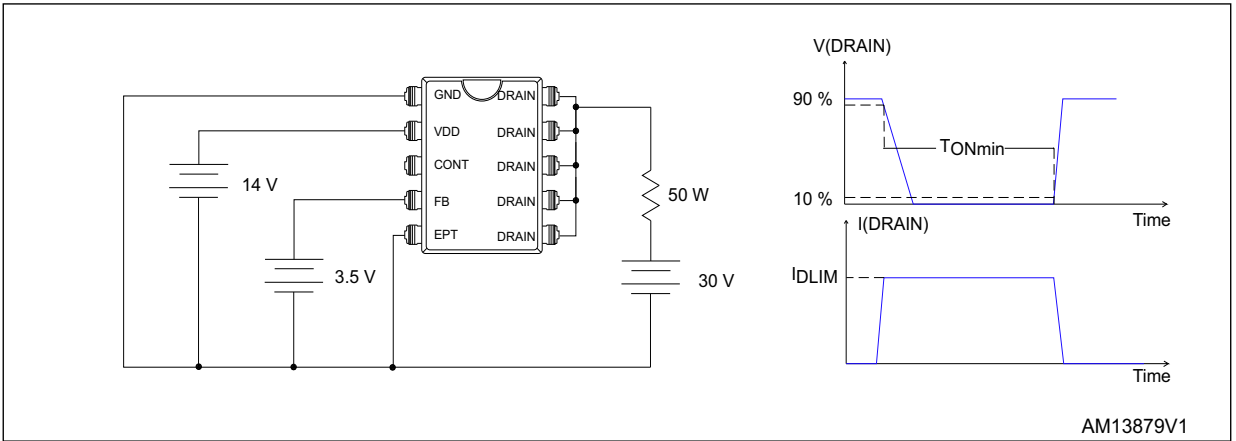 GND DRAIN
VDD DRAIN
CONT DRAIN
FB DRAIN
EPT DRAIN
14 V
3.5 V
50 W
30 V
V(DRAIN)
90 %
TONmin
10 %
Time
I(DRAIN)
IDLIM
Time
AM13879V1